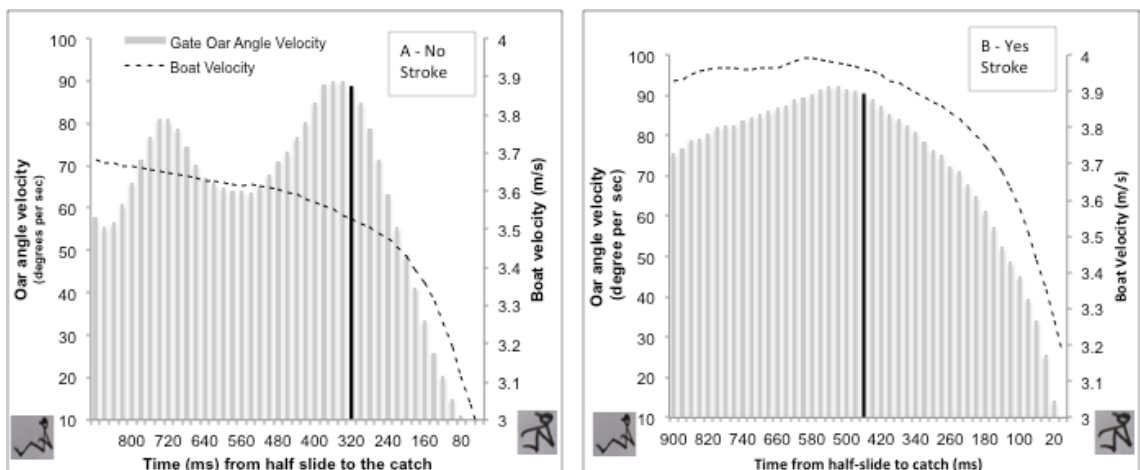 100
90
80
70
60
50
40
30
20
10
Oar angle velocity
(degrees per sec)
Gate Oar Angle Velocity
Boat Velocity
A - No
Stroke
4
3.9
3.8
3.7
3.6
3.5
3.4
3.3
3.2
3.1
3
Boat velocity (m/s)
800 720 640 560 480 400 320 240 160 80
Time (ms) from half slide to the catch
100
90
80
70
60
50
40
30
20
10
Oar angle velocity
(degree per sec)
B - Yes
Stroke
4
3.9
3.8
3.7
3.6
3.5
3.4
3.3
3.2
3.1
3
Boat Velocity (m/s)
900 820 740 660 580 500 420 340 260 180 100 20
Time from half-slide to catch (ms)